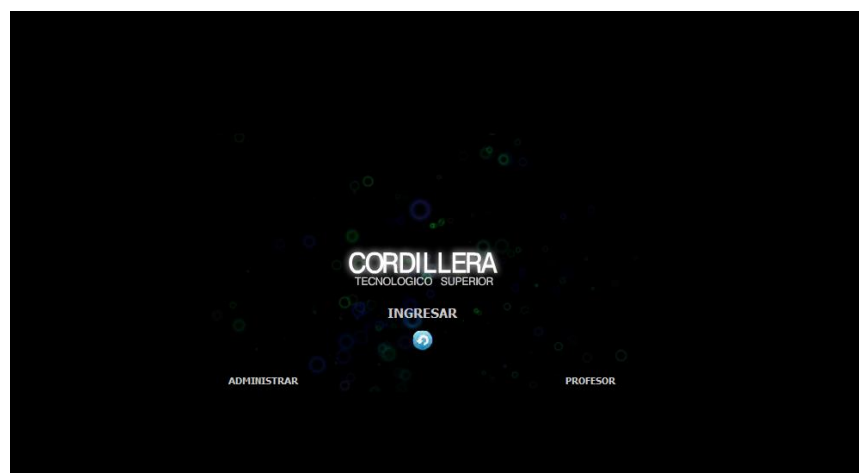 CORDILLERA
TECNOLOGICO SUPERIOR
INGRESAR
ADMINISTRAR
PROFESOR